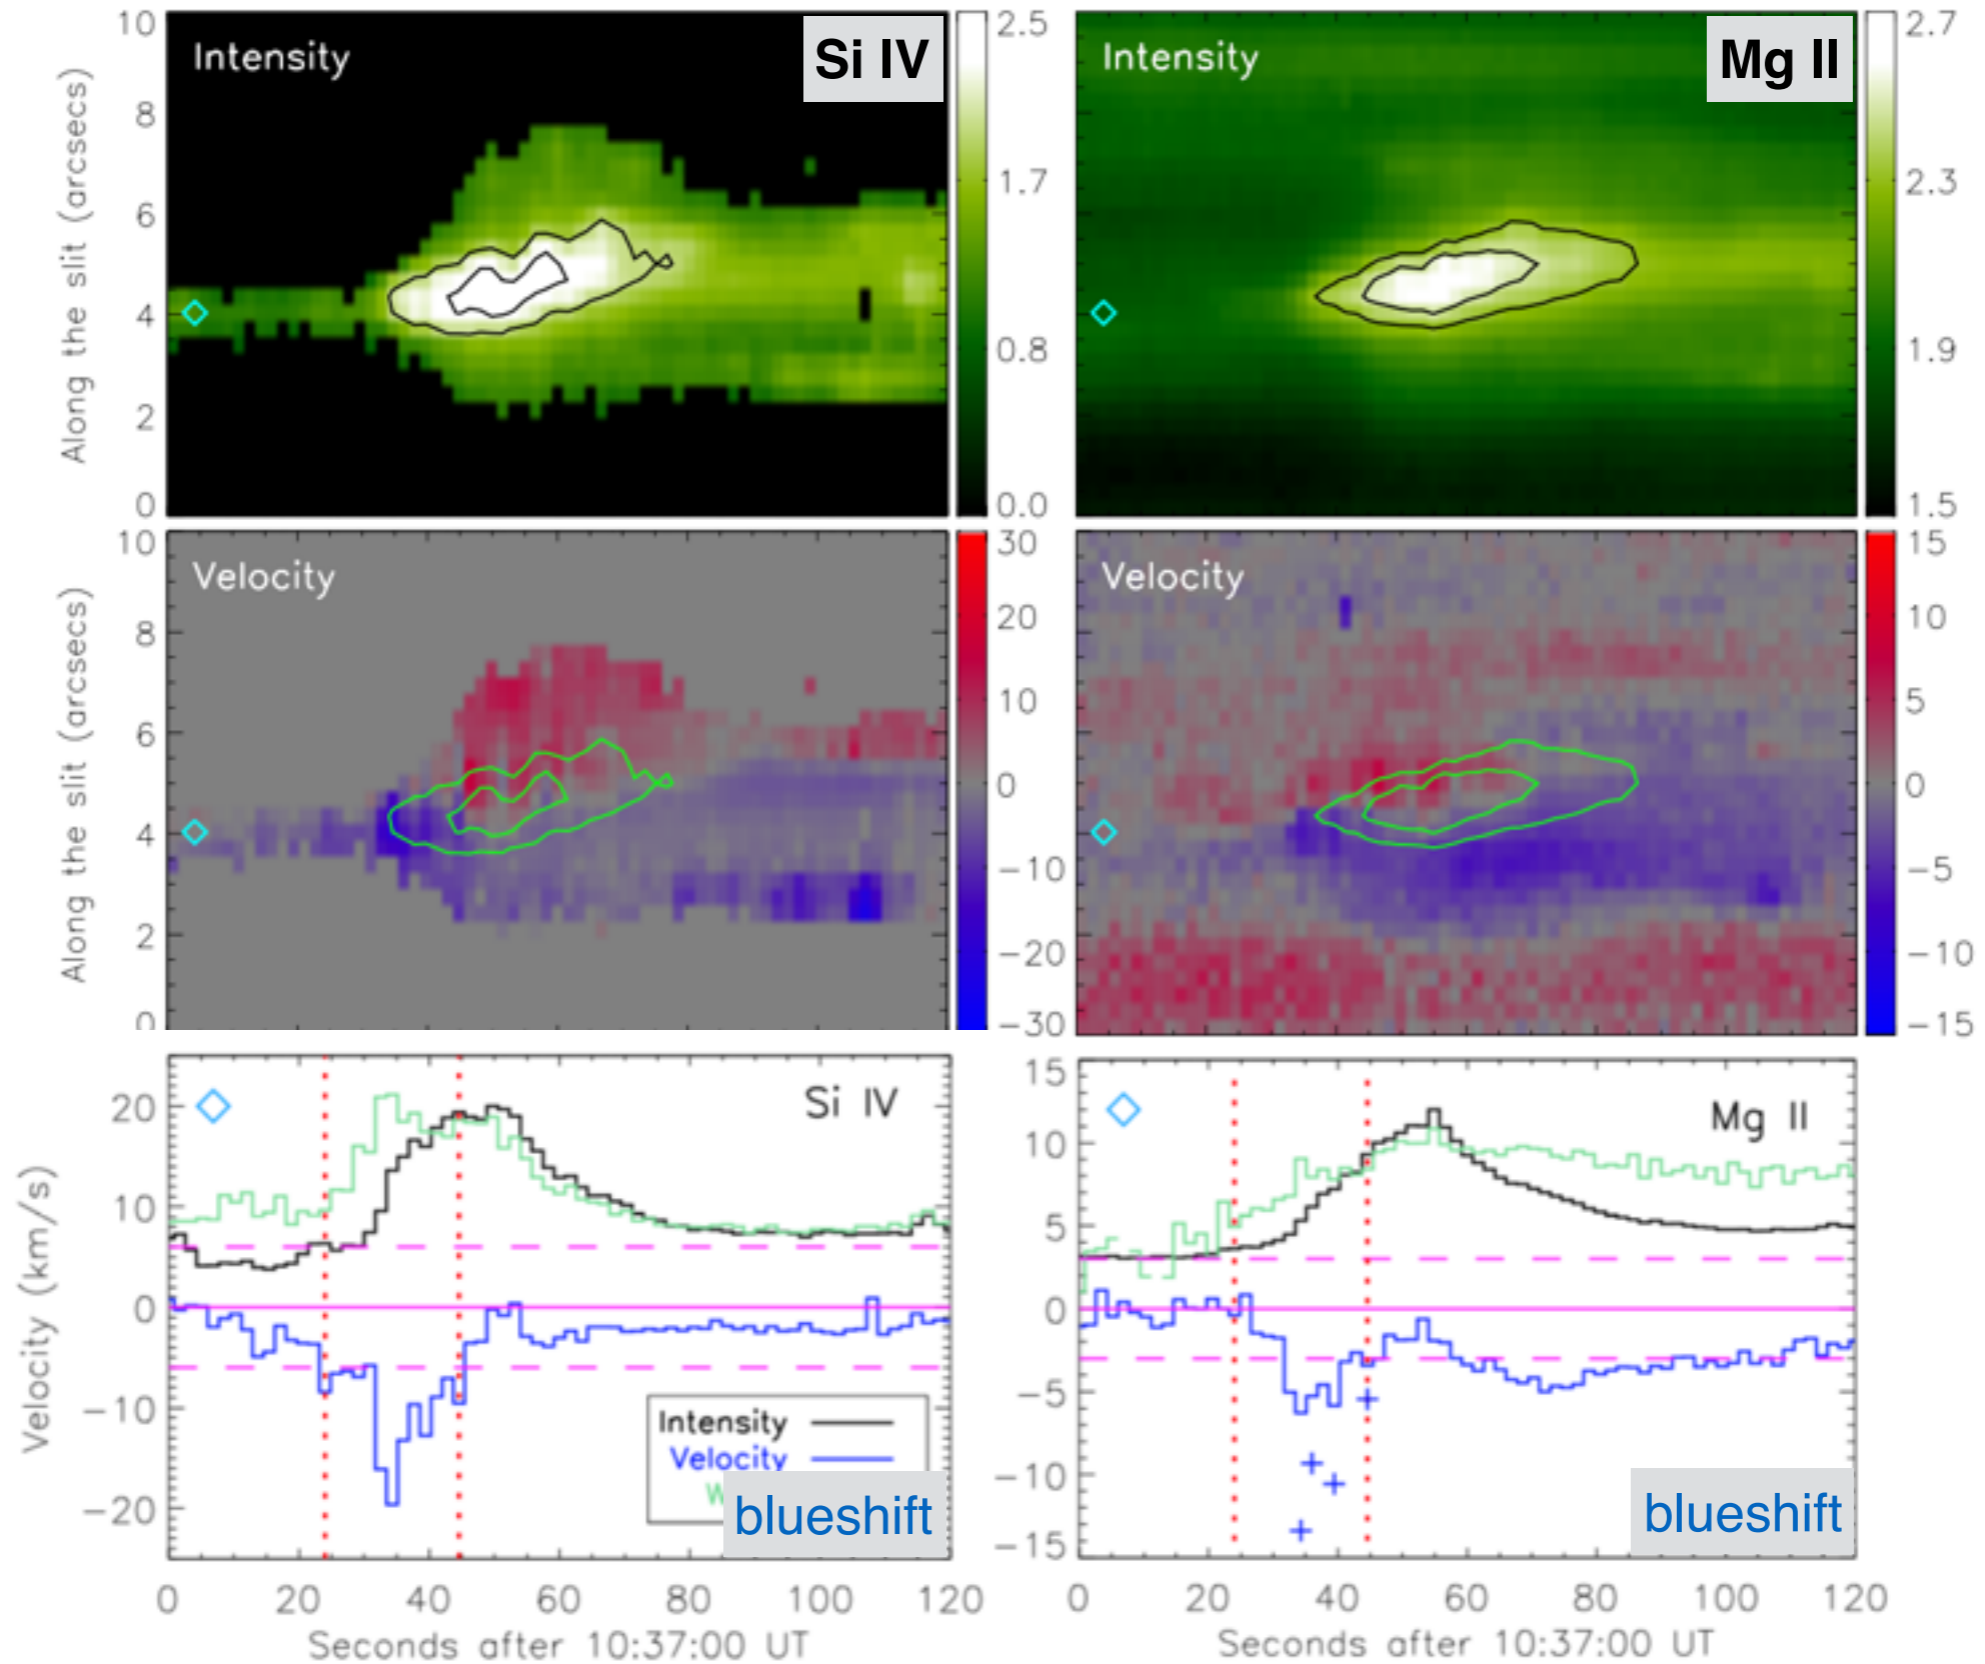 Intensity
Si IV
10
8
6
4
2
0
Along the slit (arcsecs)
2.5
1.7
0.8
0.0
Intensity
Mg II
2.7
2.3
1.9
1.5
Velocity
10
8
6
4
2
0
Along the slit (arcsecs)
30
20
10
0
−10
−20
−30
Velocity
15
10
5
0
−5
−10
−15
Si IV
20
10
0
−10
−20
Velocity (km/s)
Intensity
Velocity
W
blueshift
0 20 40 60 80 100 120
Seconds after 10:37:00 UT
Mg II
15
10
5
0
−5
−10
−15
blueshift
0 20 40 60 80 100 120
Seconds after 10:37:00 UT